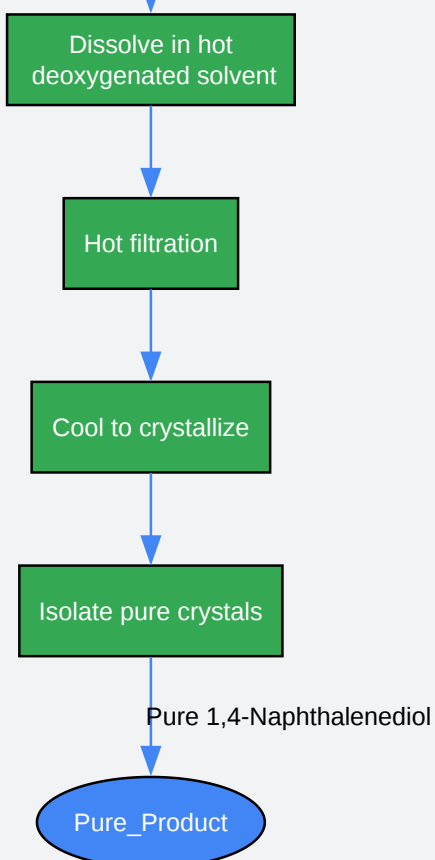 Dissolve in hot
deoxygenated solvent
Hot filtration
Cool to crystallize
Isolate pure crystals
Pure 1,4-Naphthalenediol
Pure_Product